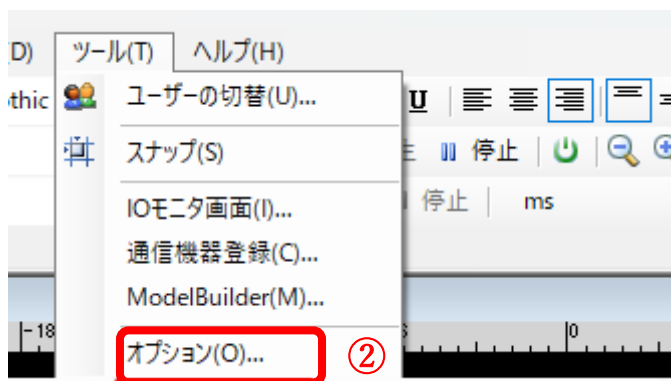 D) ツール(T) ヘルプ(H)
thic ユーザーの切替(U)... U
スナップ(S) 停止
IOモニタ画面(I)... 停止 ms
通信機器登録(C)...
ModelBuilder(M)...
-18 0
オプション(O)... ②